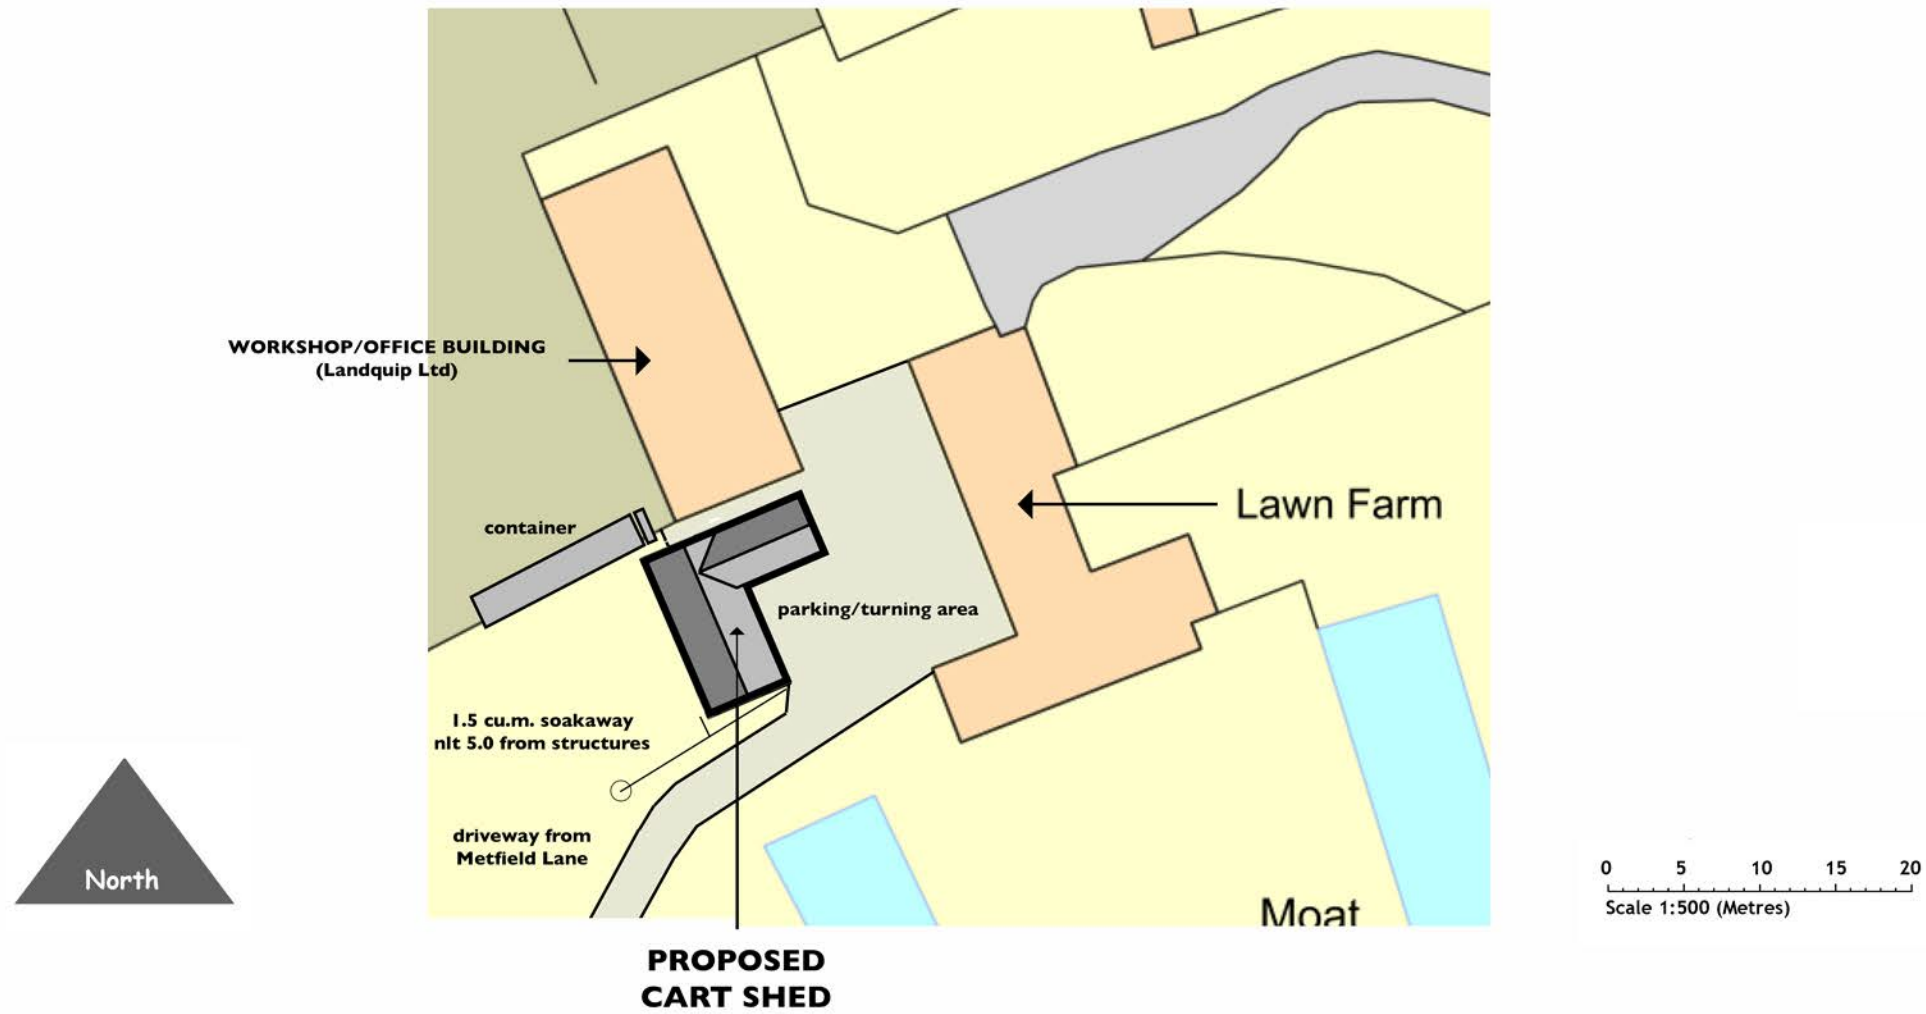 WORKSHOP/OFFICE BUILDING
(Landquip Ltd)
Lawn Farm
container
parking/turning area
1.5 cu.m. soakaway
nlt 5.0 from structures
driveway from
Metfield Lane
North
0 5 10 15 20
Scale 1:500 (Metres)
Moat
PROPOSED
CART SHED